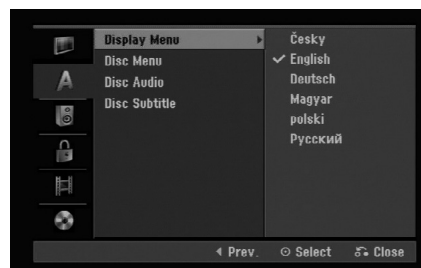 Display Menu
Disc Menu
Disc Audio
Disc Subtitle
Česky
English
Deutsch
Magyar
polski
Русский
A
Prev.
Select
Close